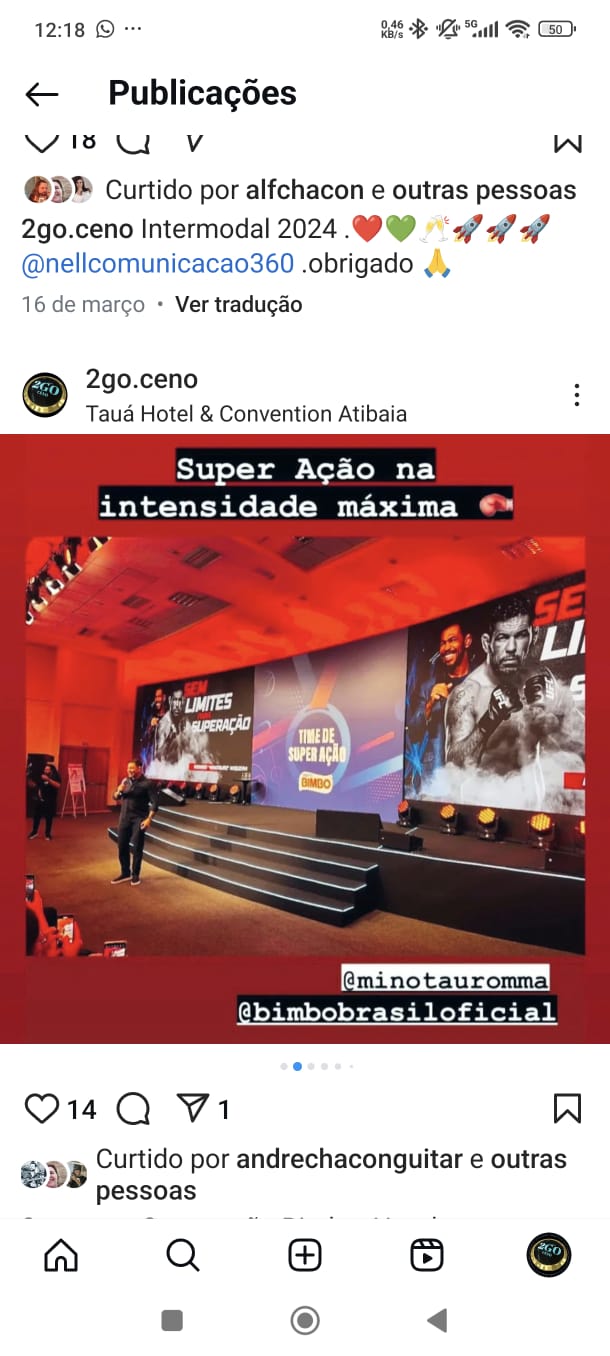 12:18
0,46
KB/s
5G
50
Publicações
18
Curtido por alfchacon e outras pessoas
2go.ceno Intermodal 2024 .❤️💚🥂🚀🚀🚀
@nellcomunicacao360 .obrigado 🙏
16 de março • Ver tradução
2GO
2go.ceno
Tauá Hotel & Convention Atibaia
Super Ação na
intensidade máxima 🥊
SEM
LIMITES
SUPERAÇÃO
TIME DE
SUPER AÇÃO
BIMBO
SE
LI
S
@minotauromma
@bimbobrasiloficial
14
1
Curtido por andrechaconguitar e outras
pessoas
2GO